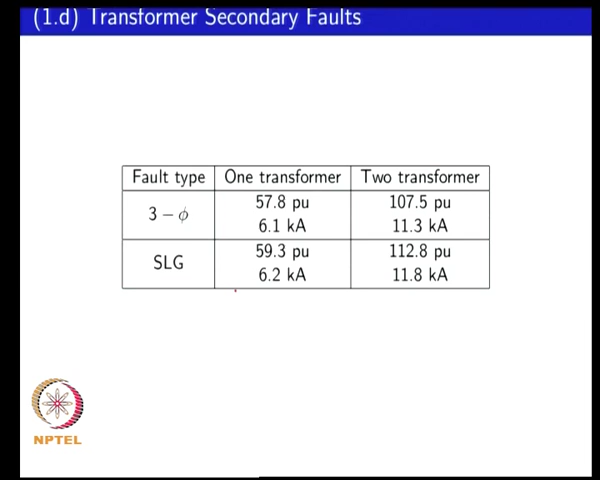 (1.d) Transformer Secondary Faults
Fault type One transformer Two transformer
3 − ϕ 57.8 pu 107.5 pu
6.1 kA 11.3 kA
SLG 59.3 pu 112.8 pu
6.2 kA 11.8 kA
NPTEL